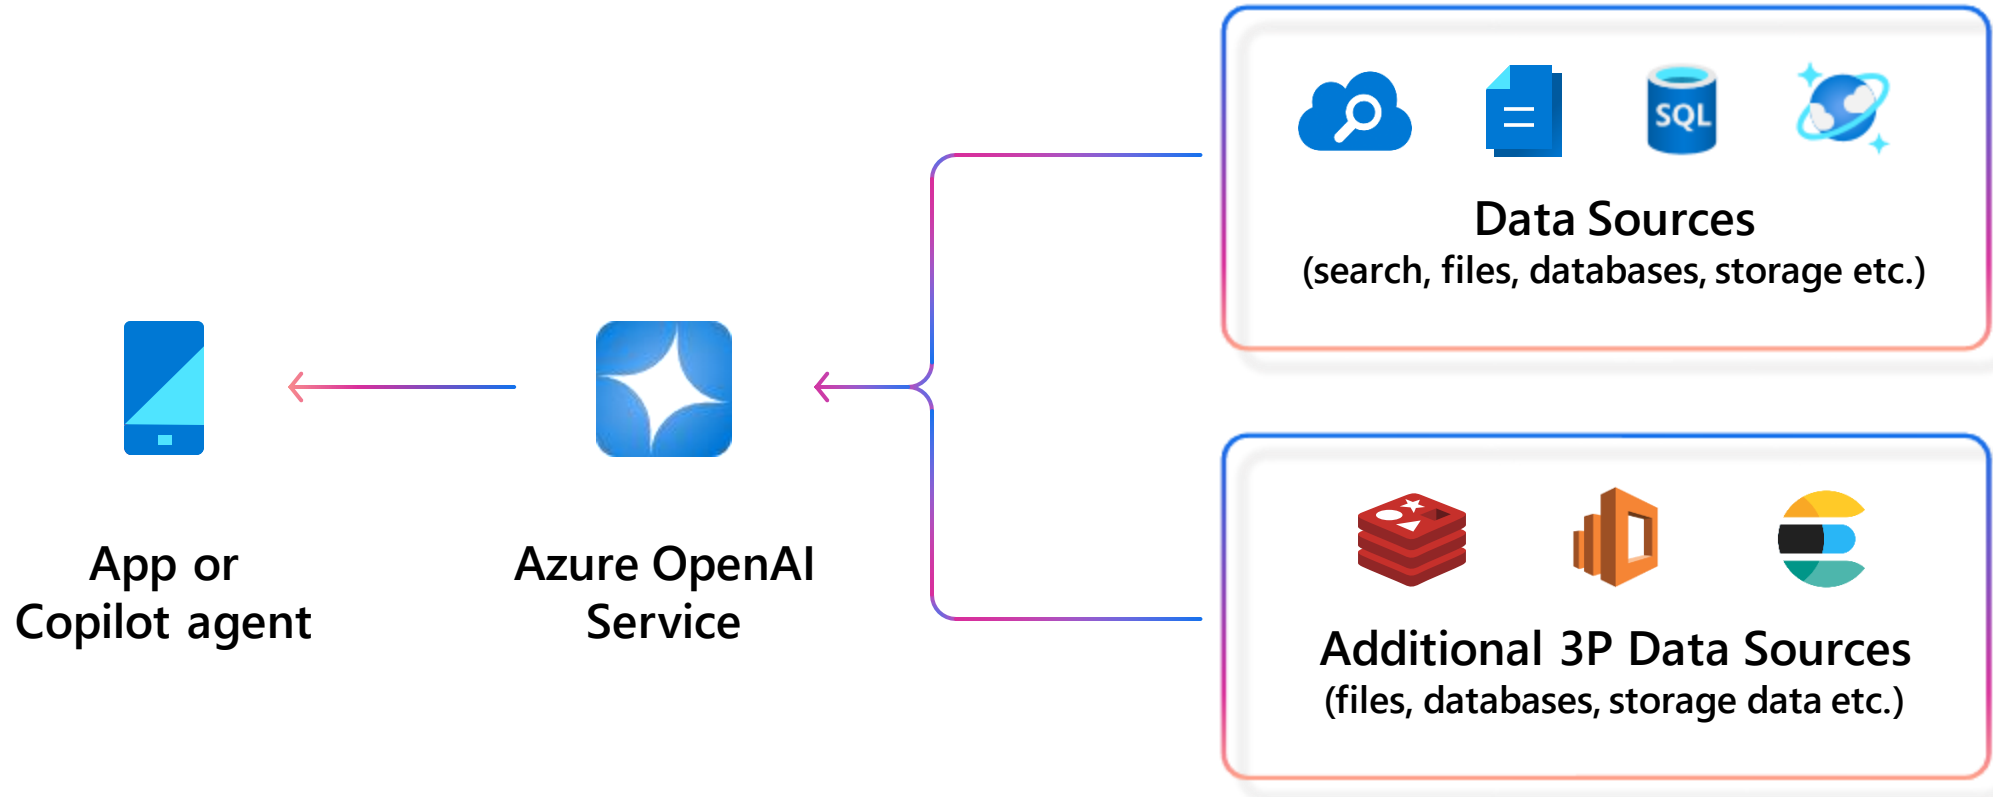 SQL
Data Sources
(search, files, databases, storage etc.)
App or
Copilot agent
Azure OpenAI
Service
Additional 3P Data Sources
(files, databases, storage data etc.)